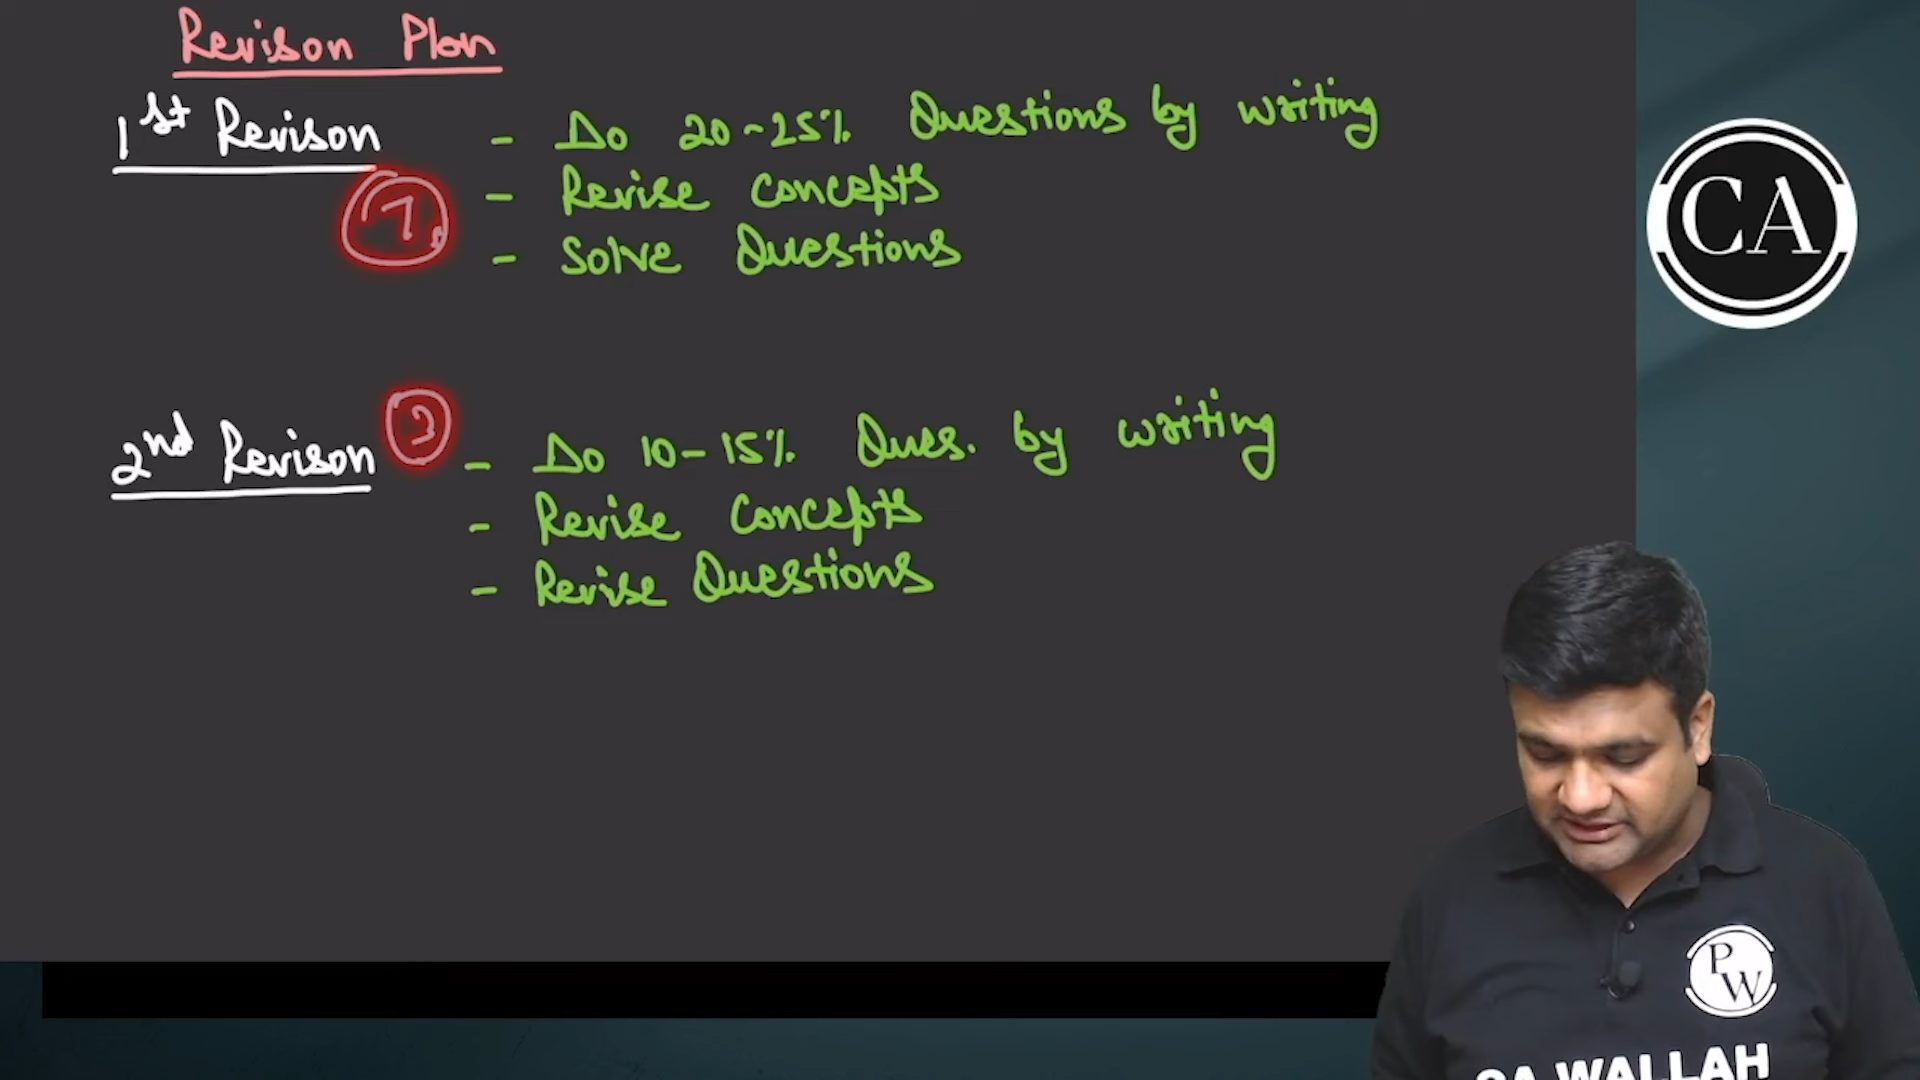 Revison Plan
1st Revison
7
- Do 20-25% Questions by writing
- Revise Concepts
- Solve Questions
2nd Revison
3
- Do 10-15% Ques. by writing
- Revise Concepts
- Revise Questions
CA
PW
CA WALLAH